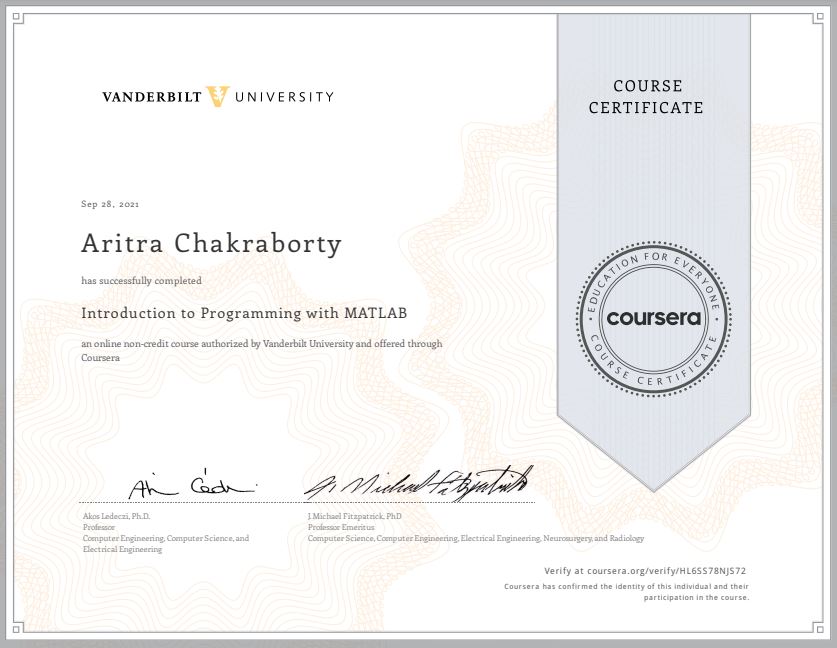 VANDERBILT UNIVERSITY
COURSE
CERTIFICATE
Sep 28, 2021
Aritra Chakraborty
has successfully completed
Introduction to Programming with MATLAB
an online non-credit course authorized by Vanderbilt University and offered through
Coursera
EDUCATION FOR EVERYONE
coursera
COURSE CERTIFICATE
Akos Ledeczi, Ph.D.
Professor
Computer Engineering, Computer Science, and
Electrical Engineering
J. Michael Fitzpatrick, PhD
Professor Emeritus
Computer Science, Computer Engineering, Electrical Engineering, Neurosurgery, and Radiology
Verify at coursera.org/verify/HL6SS78NJS72
Coursera has confirmed the identity of this individual and their
participation in the course.